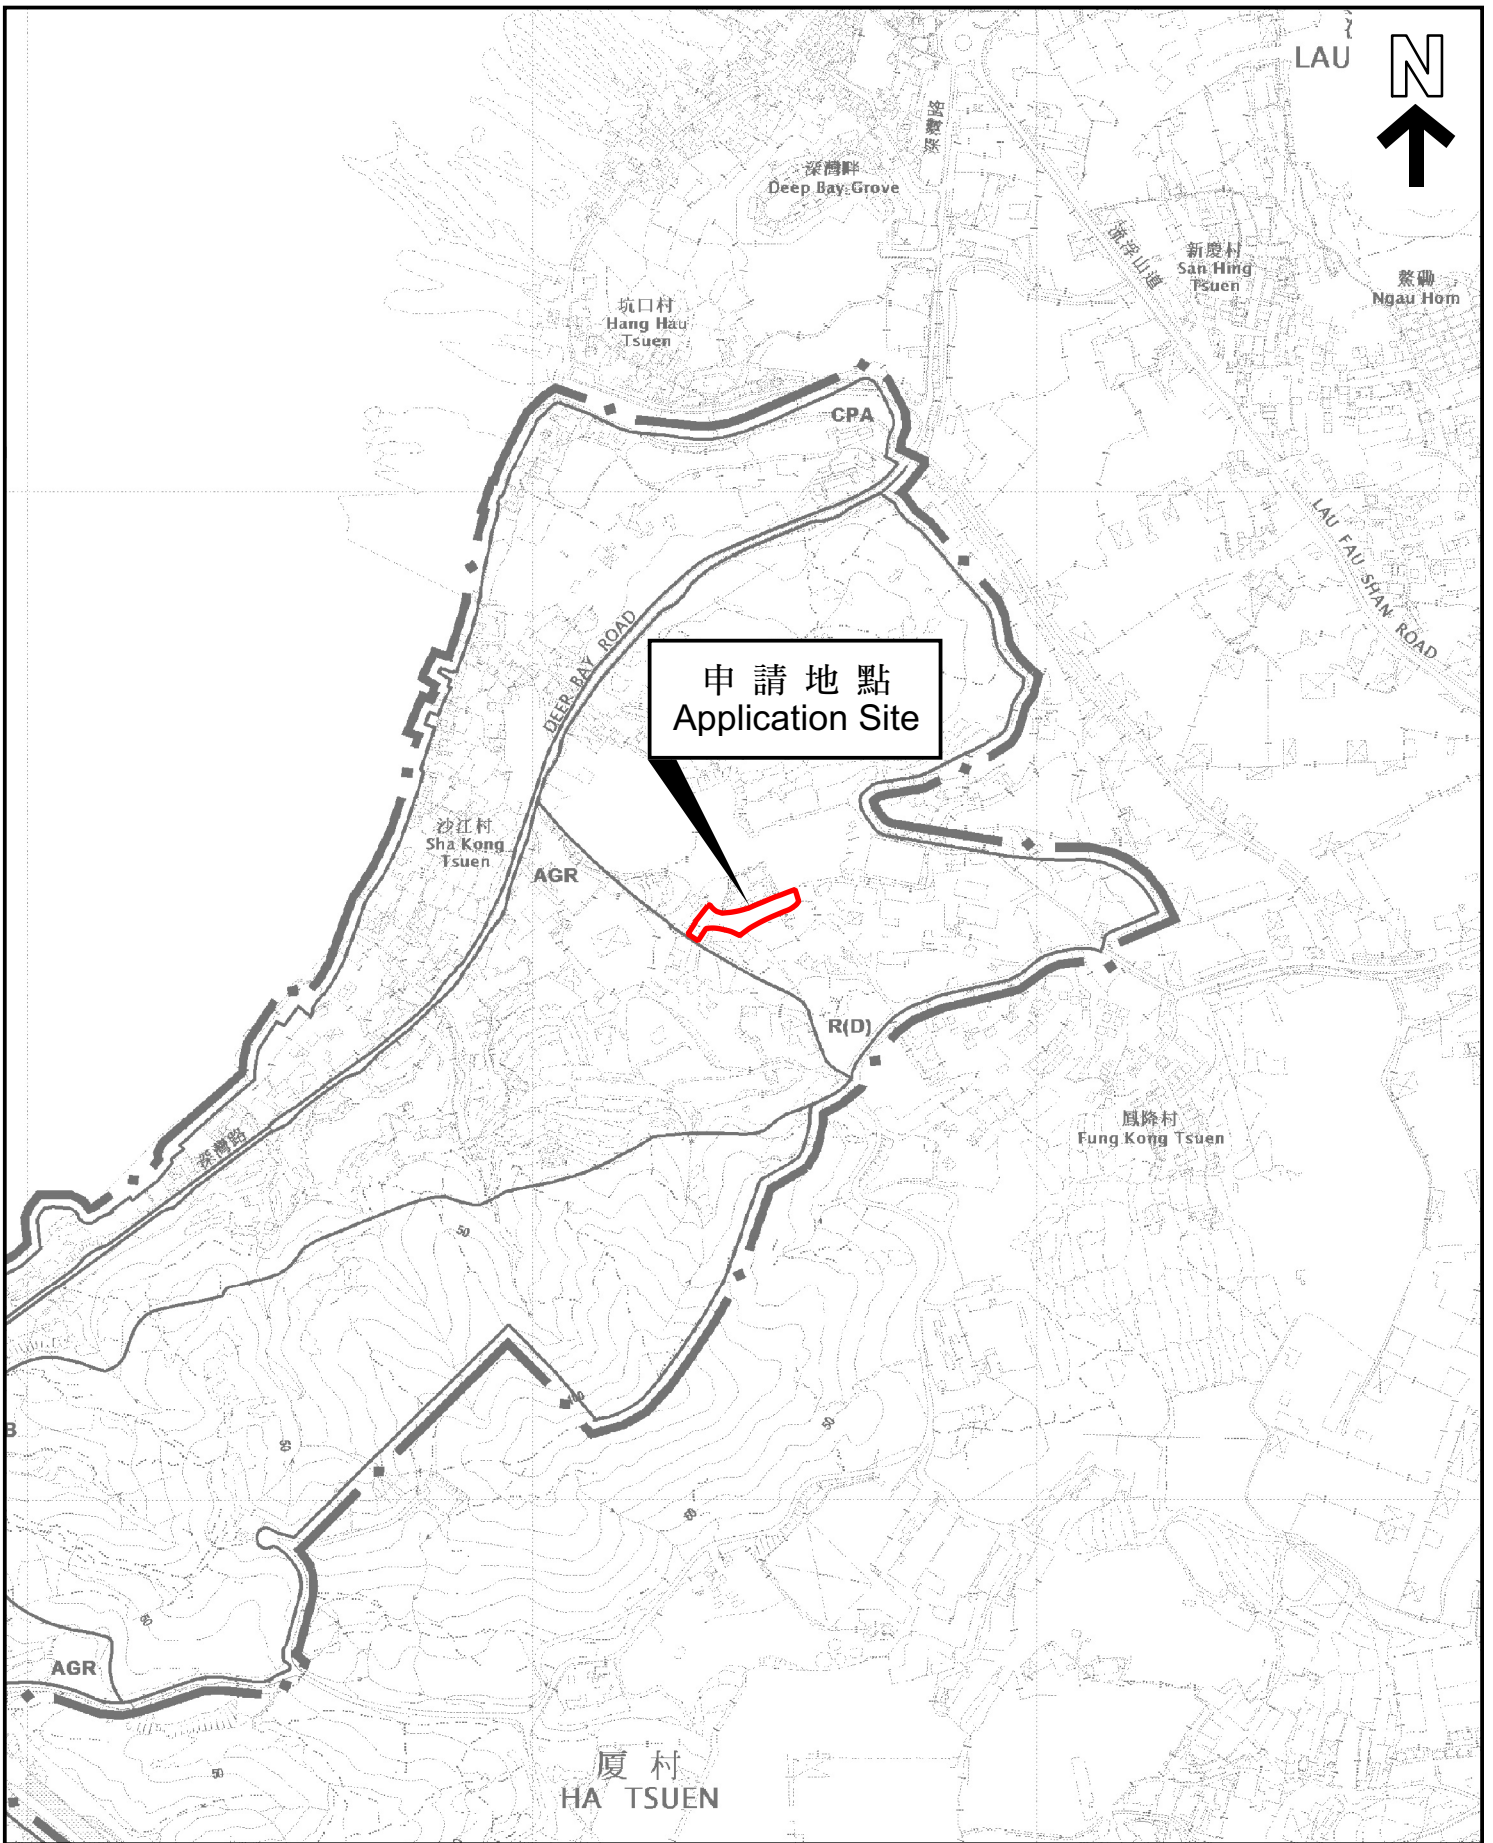 LAU
N
深灣路
深灣畔
Deep Bay Grove
流浮山道
新慶村
San Hing
Tsuen
鰲磡
Ngau Hom
坑口村
Hang Hau
Tsuen
CPA
LAU FAU SHAN ROAD
DEEP BAY ROAD
申請地點
Application Site
沙江村
Sha Kong
Tsuen
AGR
R(D)
鳳降村
Fung Kong Tsuen
深灣路
50
100
50
B
50
50
50
AGR
50
厦村
HA TSUEN